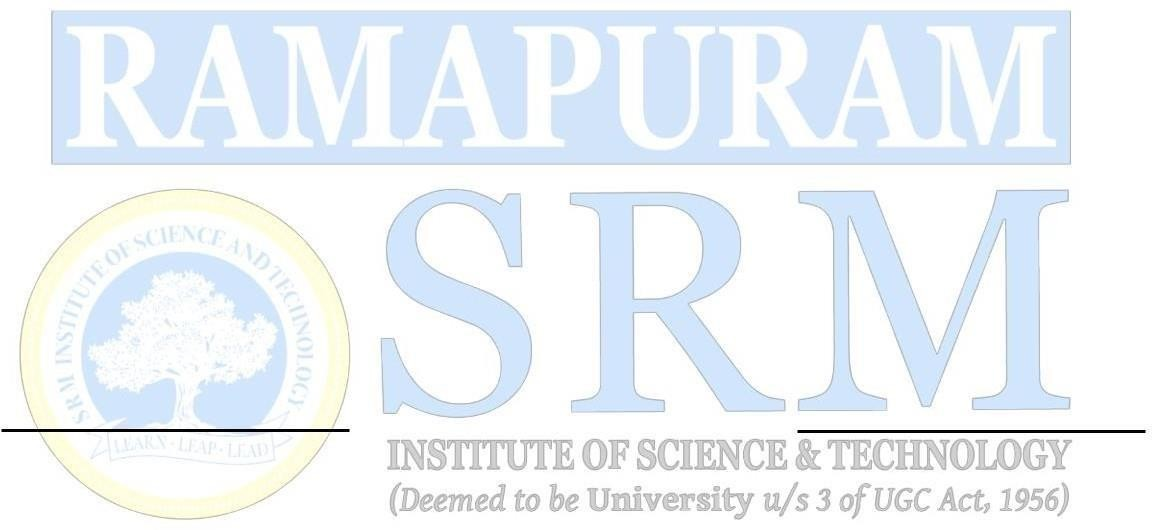 RAMAPURAM
SRM INSTITUTE OF SCIENCE AND TECHNOLOGY
LEARN · LEAP · LEAD
SRM
INSTITUTE OF SCIENCE & TECHNOLOGY
(Deemed to be University u/s 3 of UGC Act, 1956)